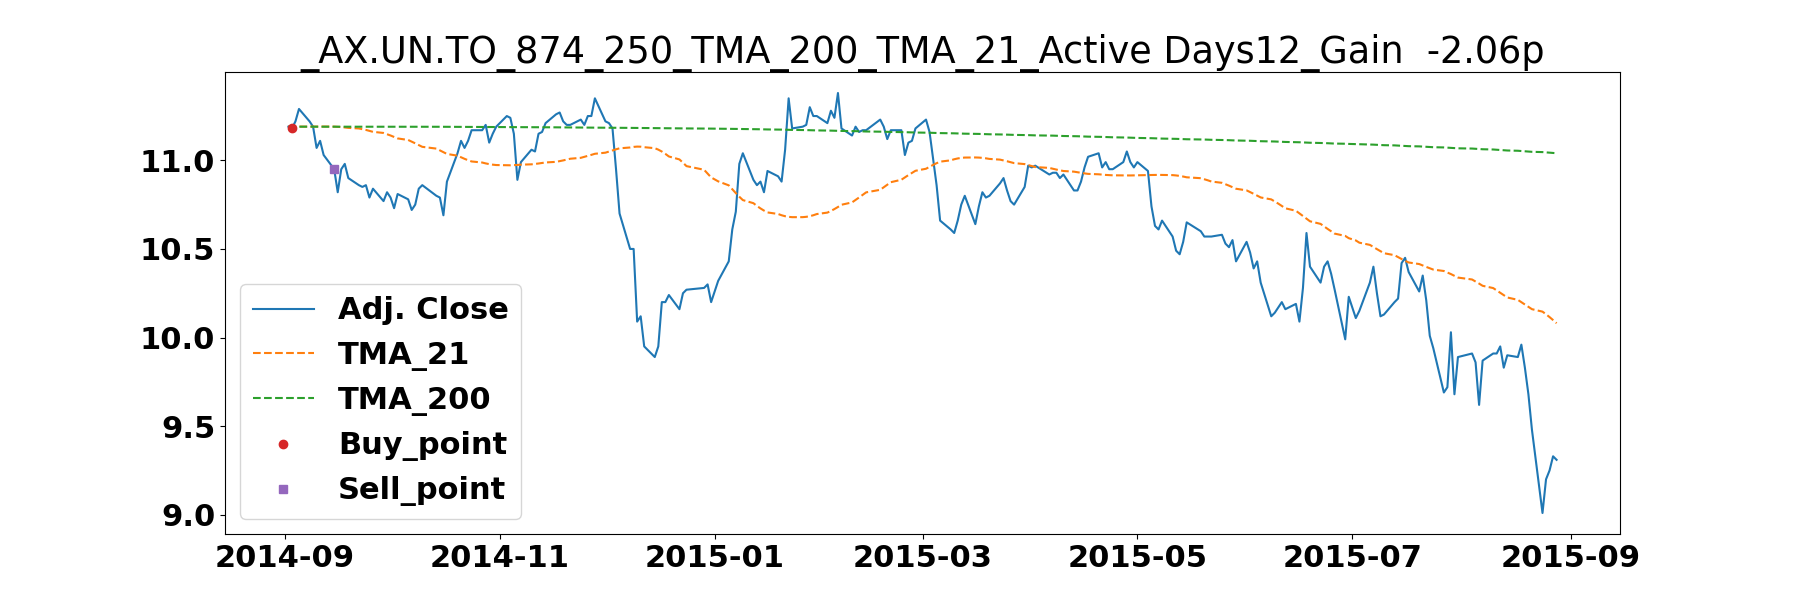 _AX.UN.TO_874_250_TMA_200_TMA_21_Active Days12_Gain  -2.06p
11.0
10.5
10.0
9.5
9.0
Adj. Close
TMA_21
TMA_200
Buy_point
Sell_point
2014-09 2014-11 2015-01 2015-03 2015-05 2015-07 2015-09